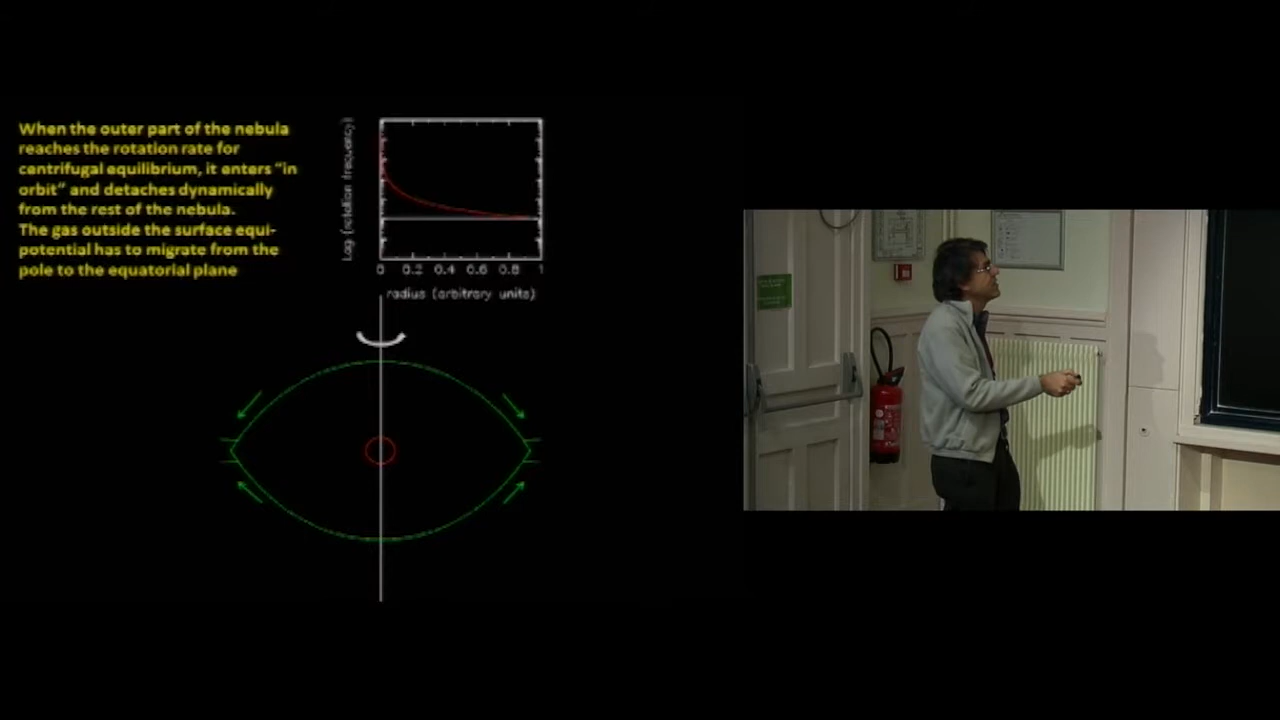 When the outer part of the nebula
reaches the rotation rate for
centrifugal equilibrium, it enters "in
orbit" and detaches dynamically
from the rest of the nebula.
The gas outside the surface equi-
potential has to migrate from the
pole to the equatorial plane
Log (rotation frequency)
0 0.2 0.4 0.6 0.8 1
radius (arbitrary units)